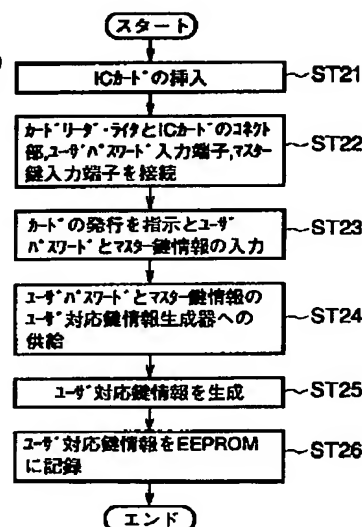 スタート
ICカードの挿入
ST21
カードリーダ・ライタとICカードのコネクト
部,ユーザパスワード入力端子,マスター
鍵入力端子を接続
ST22
カードの発行を指示とユーザ
パスワードとマスター鍵情報の入力
ST23
ユーザパスワードとマスター鍵情報の
ユーザ対応鍵情報生成器への
供給
ST24
ユーザ対応鍵情報を生成
ST25
ユーザ対応鍵情報をEEPROM
に記録
ST26
エンド